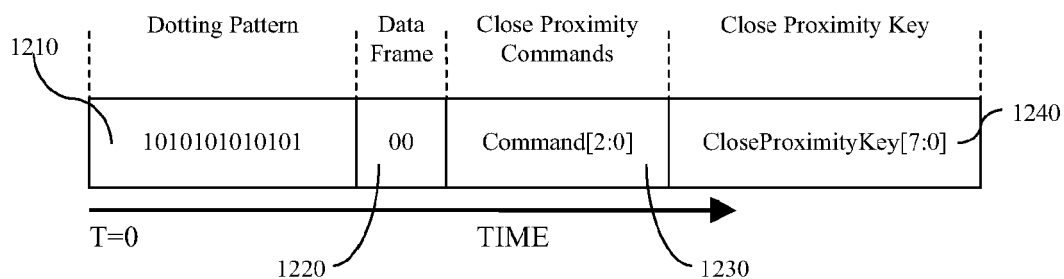 Dotting Pattern
Data
Frame
Close Proximity
Commands
Close Proximity Key
1210
1010101010101
00
Command[2:0]
CloseProximityKey[7:0]
1240
T=0
TIME
1220
1230